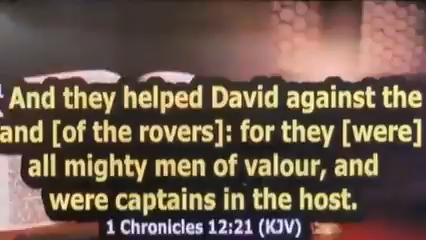 And they helped David against the
and [of the rovers]: for they [were]
all mighty men of valour, and
were captains in the host.
1 Chronicles 12:21 (KJV)